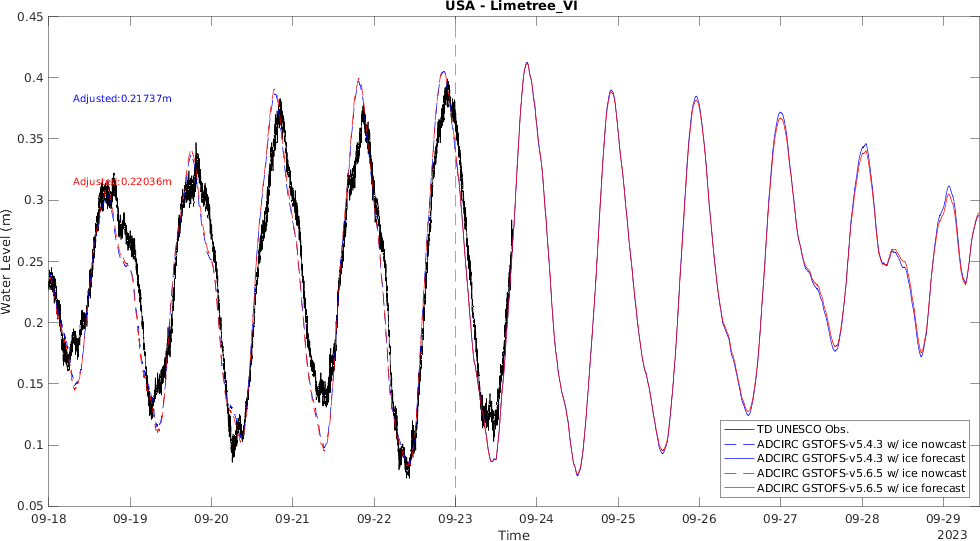 USA - Limetree_VI
0.45
0.4
0.35
0.3
0.25
0.2
0.15
0.1
0.05
Water Level (m)
Adjusted:0.21737m
Adjusted:0.22036m
TD UNESCO Obs.
ADCIRC GSTOFS-v5.4.3 w/ ice nowcast
ADCIRC GSTOFS-v5.4.3 w/ ice forecast
ADCIRC GSTOFS-v5.6.5 w/ ice nowcast
ADCIRC GSTOFS-v5.6.5 w/ ice forecast
09-18 09-19 09-20 09-21 09-22 09-23 09-24 09-25 09-26 09-27 09-28 09-29
Time
2023